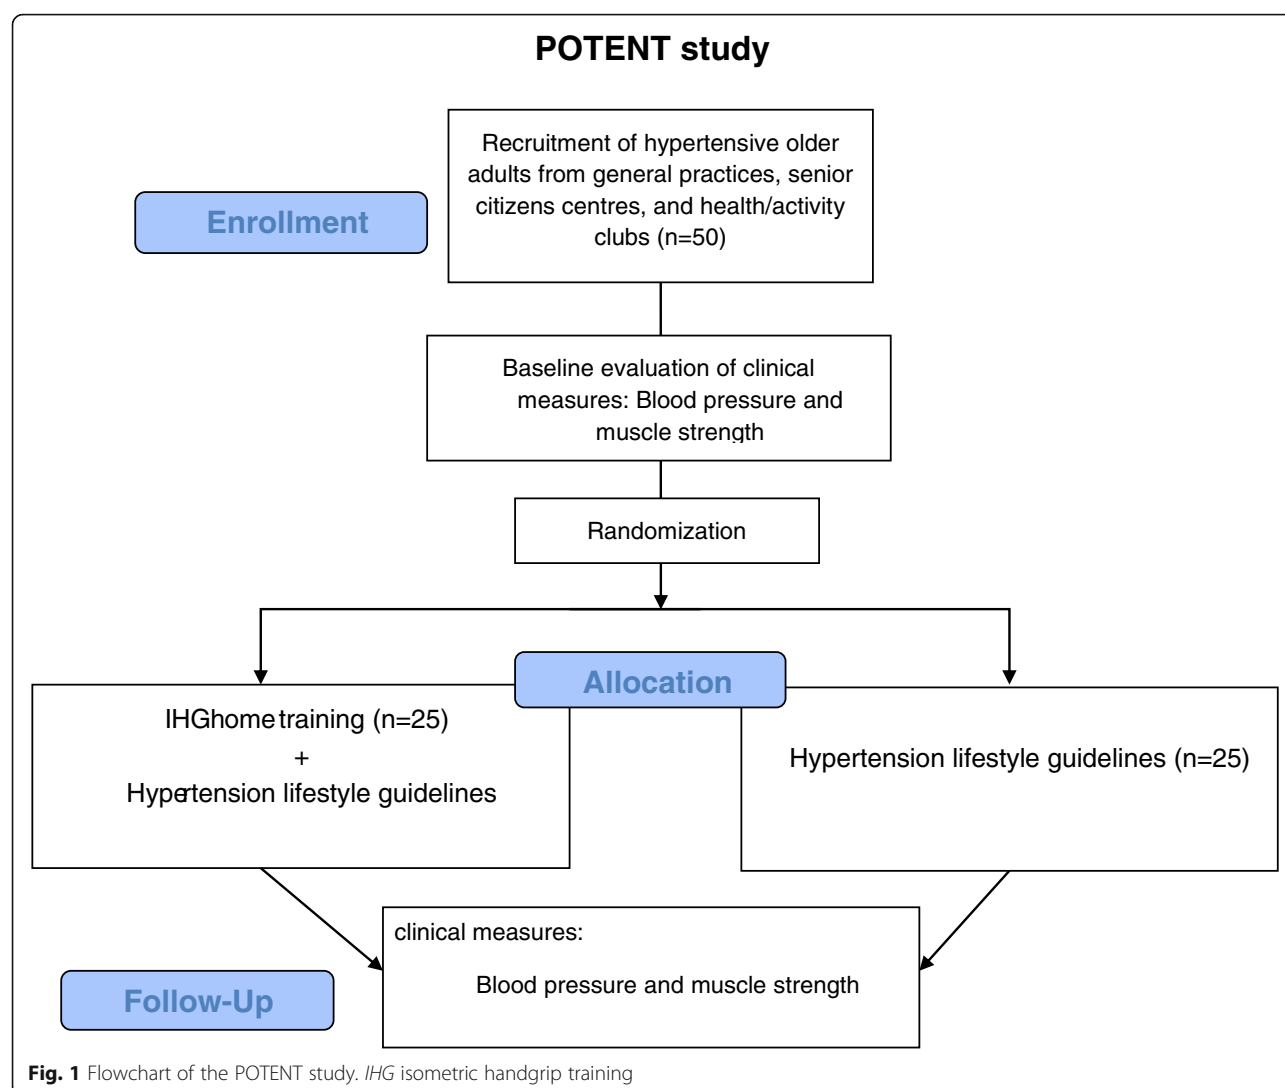 POTENT study
Recruitment of hypertensive older
adults from general practices, senior
citizens centres, and health/activity
clubs (n=50)
Enrollment
Baseline evaluation of clinical
measures: Blood pressure and
muscle strength
Randomization
Allocation
IHG home training (n=25)
+
Hypertension lifestyle guidelines
Hypertension lifestyle guidelines (n=25)
clinical measures:
Blood pressure and muscle strength
Follow-Up
Fig. 1 Flowchart of the POTENT study. IHG isometric handgrip training